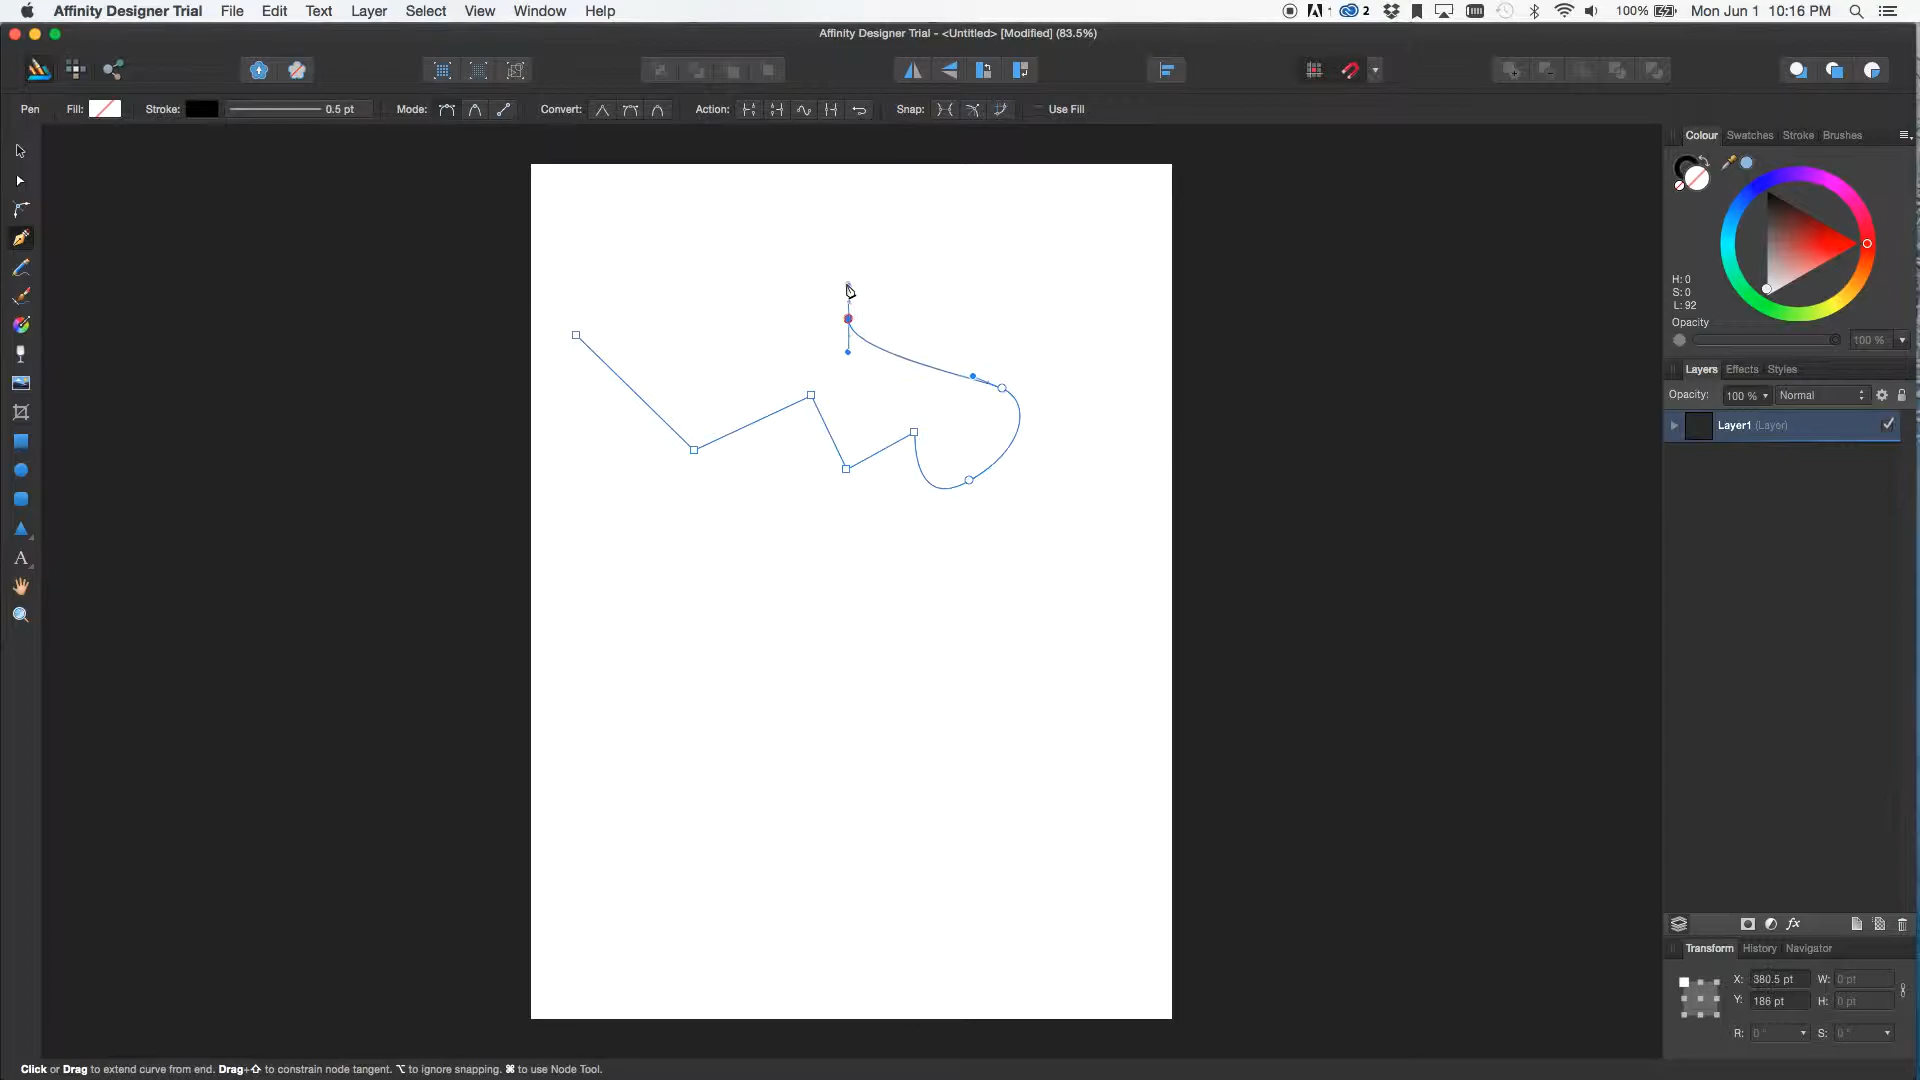 Affinity Designer Trial File Edit Text Layer Select View Window Help 2 100% Mon Jun 1 10:16 PM
Affinity Designer Trial - <Untitled> [Modified] (83.5%)
Pen Fill: Stroke: 0.5 pt Mode: Convert: Action: Snap: Use Fill
Colour Swatches Stroke Brushes
H: 0
S: 0
L: 92
Opacity
100 %
Layers Effects Styles
Opacity: 100 % Normal
Layer1 (Layer)
fx
Transform History Navigator
X: 380.5 pt W: 0 pt
Y: 186 pt H: 0 pt
R: 0 ° S: 0 °
Click or Drag to extend curve from end. Drag+⇧ to constrain node tangent. ⌥ to ignore snapping. ⌘ to use Node Tool.